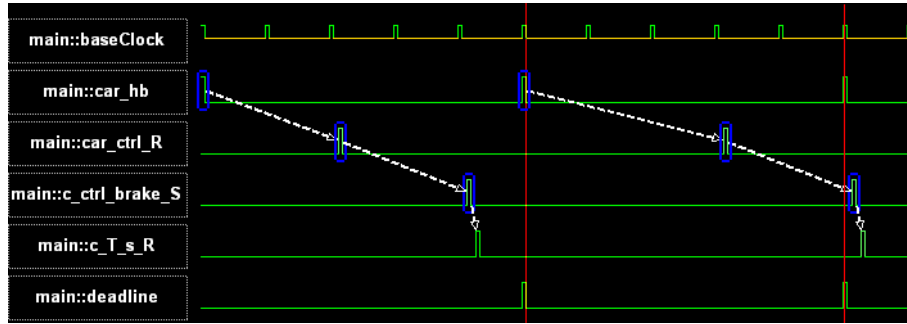 main::baseClock
main::car_hb
main::car_ctrl_R
main::c_ctrl_brake_S
main::c_T_s_R
main::deadline